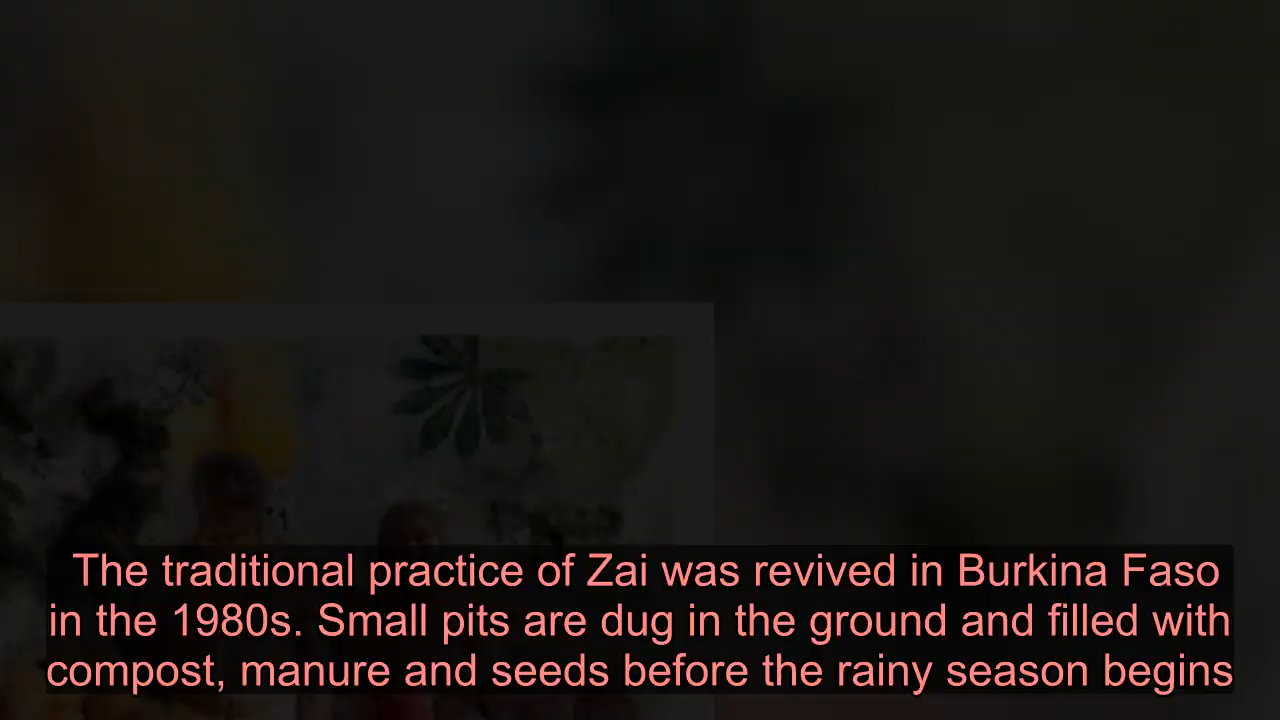 The traditional practice of Zai was revived in Burkina Faso
in the 1980s. Small pits are dug in the ground and filled with
compost, manure and seeds before the rainy season begins